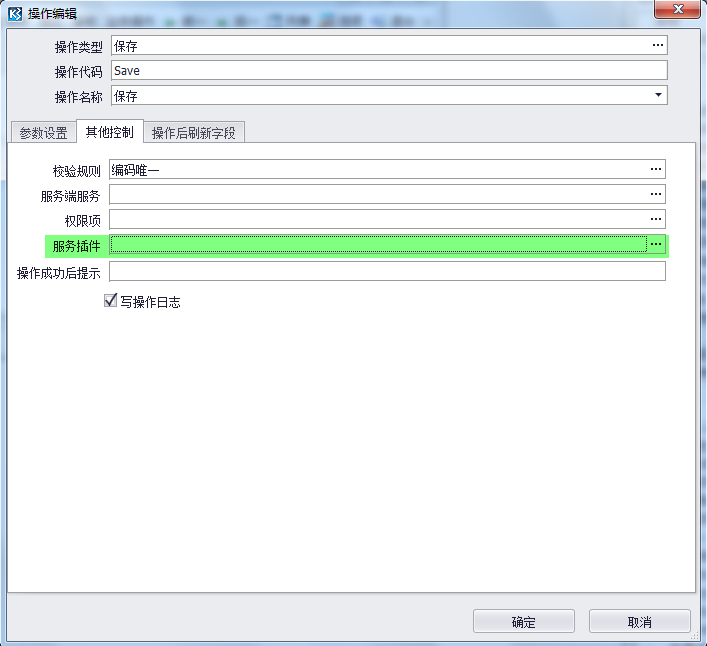 操作编辑
操作类型 保存 ...
操作代码 Save
操作名称 保存
参数设置 其他控制 操作后刷新字段
校验规则 编码唯一 ...
服务端服务 ...
权限项 ...
服务插件 ...
操作成功后提示
写操作日志
确定 取消